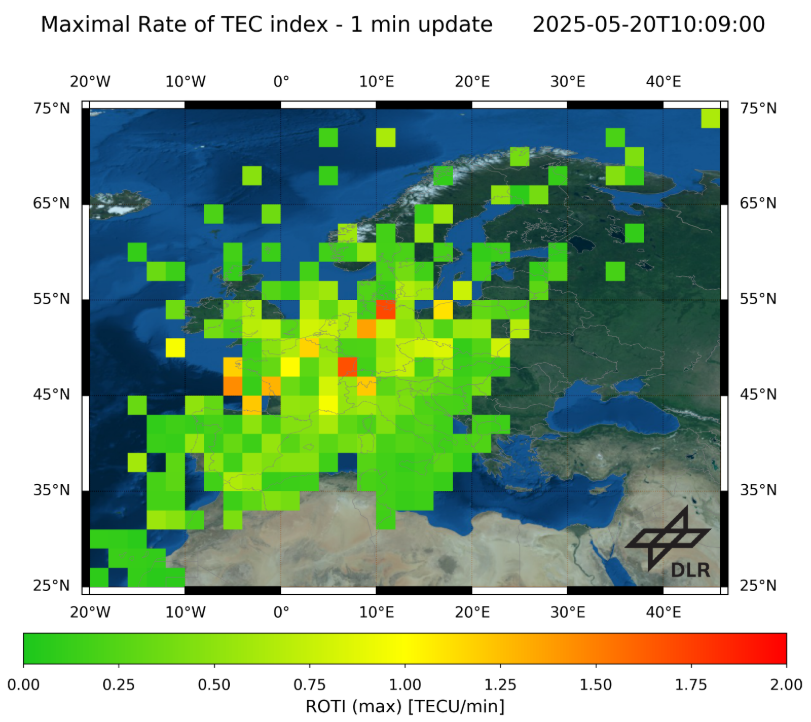 Maximal Rate of TEC index - 1 min update 2025-05-20T10:09:00
20°W 10°W 0° 10°E 20°E 30°E 40°E
75°N 75°N
65°N 65°N
55°N 55°N
45°N 45°N
35°N 35°N
DLR
25°N 25°N
20°W 10°W 0° 10°E 20°E 30°E 40°E
0.00 0.25 0.50 0.75 1.00 1.25 1.50 1.75 2.00
ROTI (max) [TECU/min]